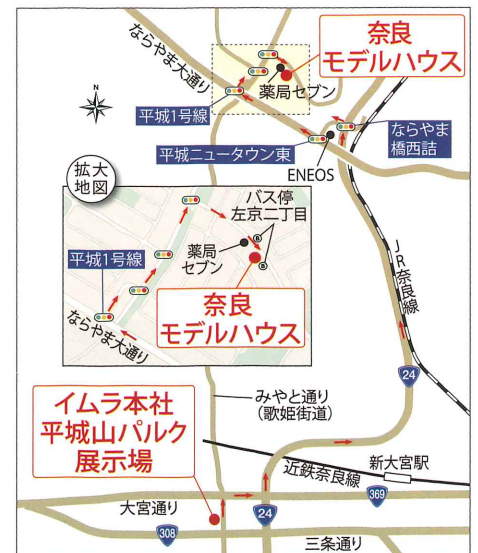 ならやま大通り
奈良
モデルハウス
薬局セブン
平城1号線
平城ニュータウン東
ENEOS
ならやま
橋西詰
拡大
地図
バス停
左京二丁目
B
薬局
セブン
B
平城1号線
奈良
モデルハウス
ならやま大通り
JR奈良線
24
みやと通り
(歌姫街道)
イムラ本社
平城山パルク
展示場
近鉄奈良線
新大宮駅
369
大宮通り
24
308
三条通り